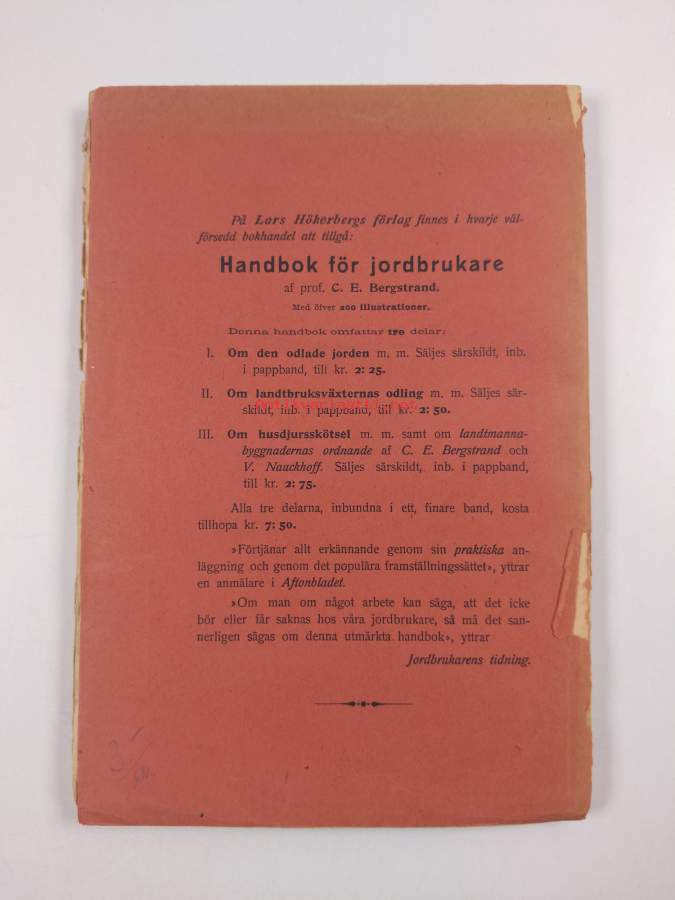 På Lars Hökerbergs förlag finnes i hvarje väl-
försedd bokhandel att tillgå:
Handbok för jordbrukare
af prof. C. E. Bergstrand.
Med öfver 200 illustrationer.
Denna handbok omfattar tre delar:
I. Om den odlade jorden m. m. Säljes särskildt, inb.
i pappband, till kr. 2: 25.
II. Om landtbruksväxternas odling m. m. Säljes sär-
skildt, inb. i pappband, till kr. 2: 50.
III. Om husdjursskötsel m. m. samt om landtmanna-
byggnadernas ordnande af C. E. Bergstrand och
V. Nauckhoff. Säljes särskildt, inb. i pappband,
till kr. 2: 75.
Alla tre delarna, inbundna i ett, finare band, kosta
tillhopa kr. 7: 50.
»Förtjänar allt erkännande genom sin praktiska an-
läggning och genom det populära framställningssättet», yttrar
en anmälare i Aftonbladet.
»Om man om något arbete kan säga, att det icke
bör eller får saknas hos våra jordbrukare, så må det san-
nerligen sägas om denna utmärkta handbok», yttrar
Jordbrukarens tidning.